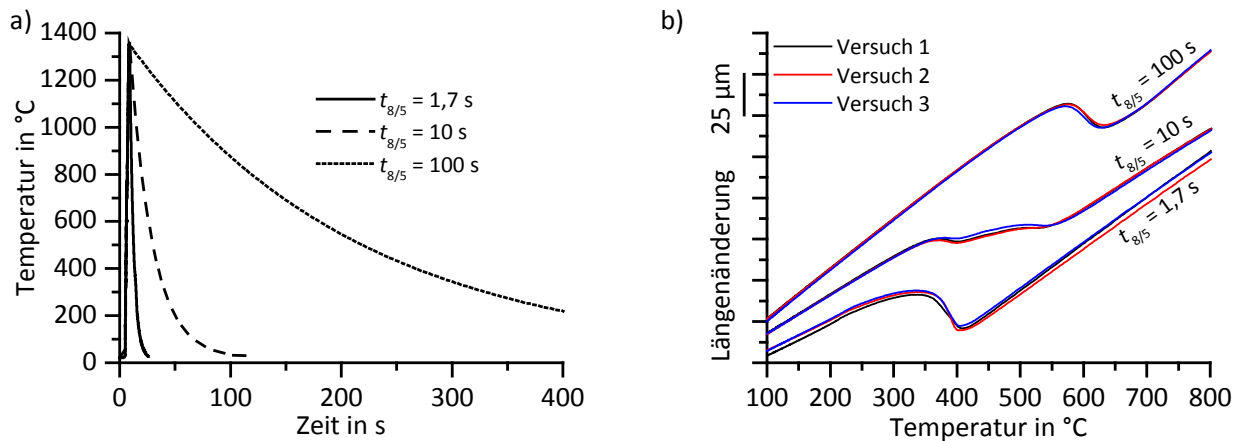 a)
Temperatur in °C
1400
1200
1000
800
600
400
200
0
0
100
200
300
400
Zeit in s
t8/5 = 1,7 s
t8/5 = 10 s
t8/5 = 100 s
b)
Längenänderung
25 µm
Versuch 1
Versuch 2
Versuch 3
t8/5 = 100 s
t8/5 = 10 s
t8/5 = 1,7 s
100 200 300 400 500 600 700 800
Temperatur in °C